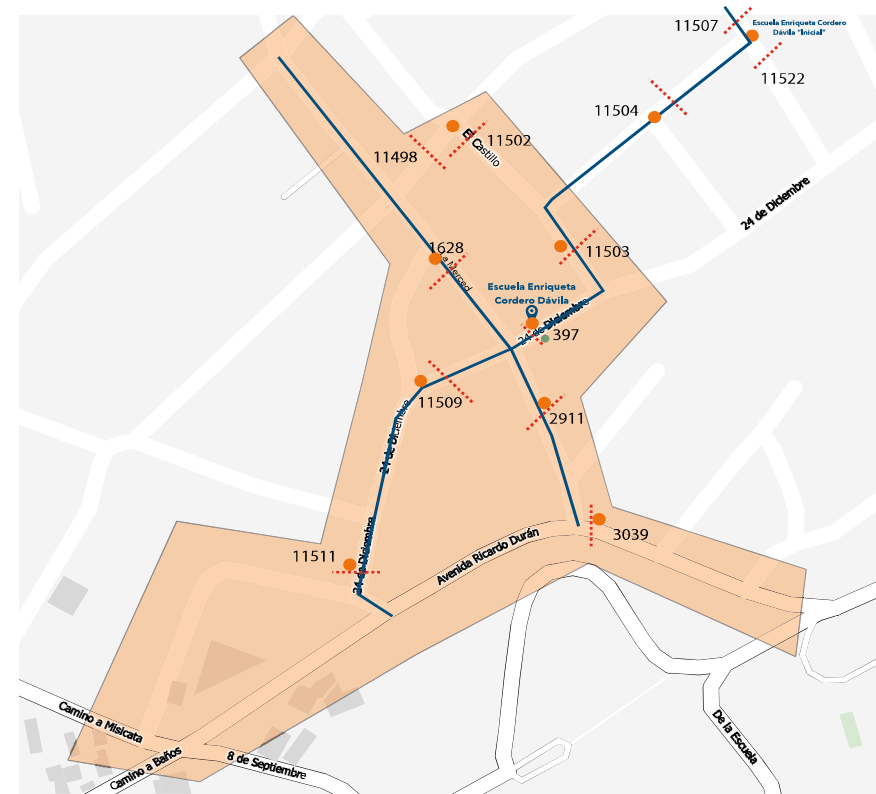 11507
Escuela Enriqueta Cordero
Dávila "Inicial"
11522
11504
11502
El Castillo
11498
24 de Diciembre
11503
1628
a Merced
Escuela Enriqueta
Cordero Dávila
24 de Diciembre
397
11509
2911
24 de Diciembre
3039
Avenida Ricardo Durán
11511
24 de Diciembre
Camino a Misicata
De la Escuela
Camino a Baños
8 de Septiembre